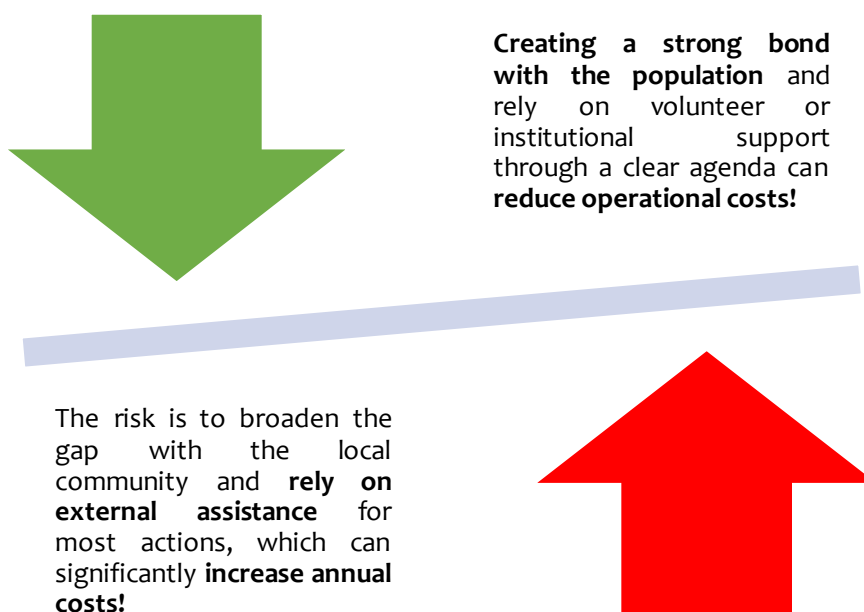 Creating a strong bond
with the population and
rely on volunteer or
institutional support
through a clear agenda can
reduce operational costs!
The risk is to broaden the
gap with the local
community and rely on
external assistance for
most actions, which can
significantly increase annual
costs!